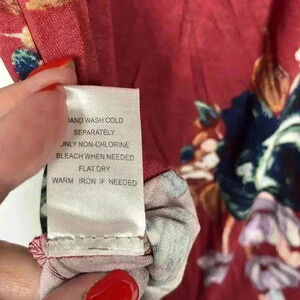 HAND WASH COLD
SEPARATELY
ONLY NON-CHLORINE
BLEACH WHEN NEEDED
FLAT DRY
WARM IRON IF NEEDED